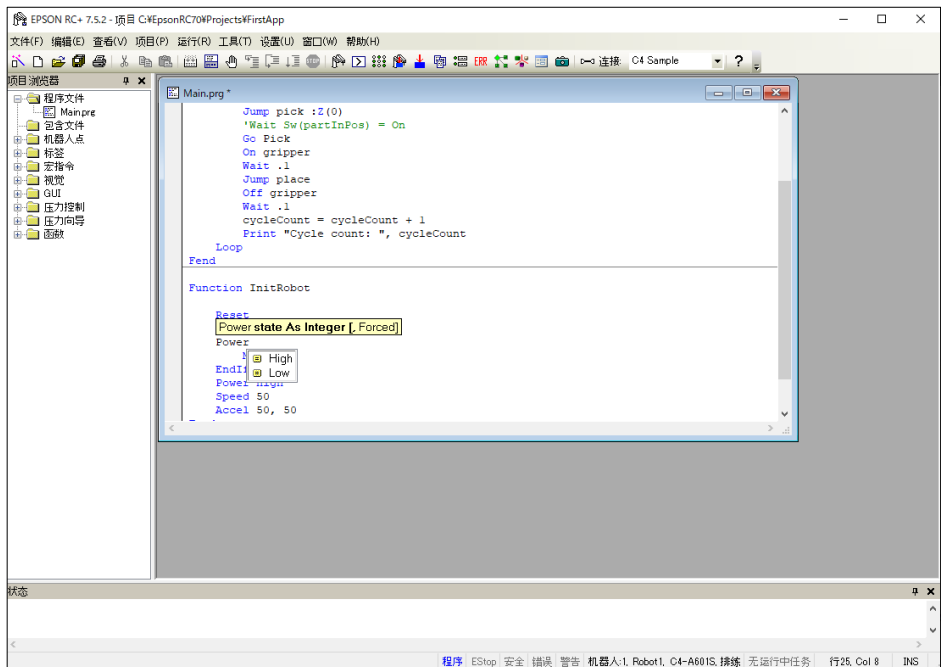 EPSON RC+ 7.5.2 - 项目 C:¥EpsonRC70¥Projects¥FirstApp
文件(F) 编辑(E) 查看(V) 项目(P) 运行(R) 工具(T) 设置(U) 窗口(W) 帮助(H)
STOP ERR 连接: C4 Sample ?
项目浏览器
程序文件
Main.prg
包含文件
机器人点
标签
宏指令
视觉
GUI
压力控制
压力向导
函数
Main.prg *
Jump pick :Z(0)
'Wait Sw(partInPos) = On
Go Pick
On gripper
Wait .1
Jump place
Off gripper
Wait .1
cycleCount = cycleCount + 1
Print "Cycle count: ", cycleCount
Loop
Fend
Function InitRobot
Reset
Power state As Integer [, Forced]
Power
High
EndIf
Low
Power High
Speed 50
Accel 50, 50
状态
程序 EStop 安全 错误 警告 机器人:1, Robot1, C4-A601S, 排练 无运行中任务 行25, Col 8 INS